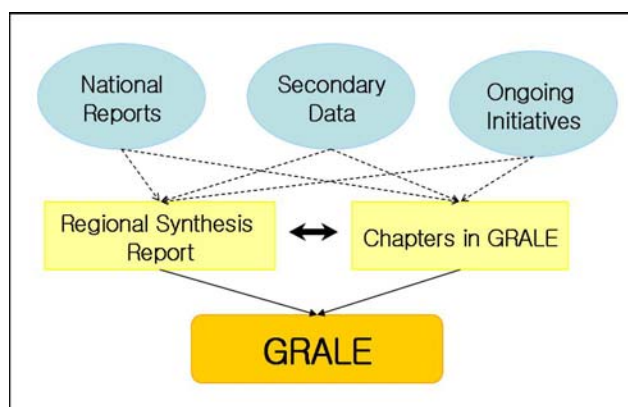 National
Reports
Secondary
Data
Ongoing
Initiatives
Regional Synthesis
Report
Chapters in GRALE
GRALE